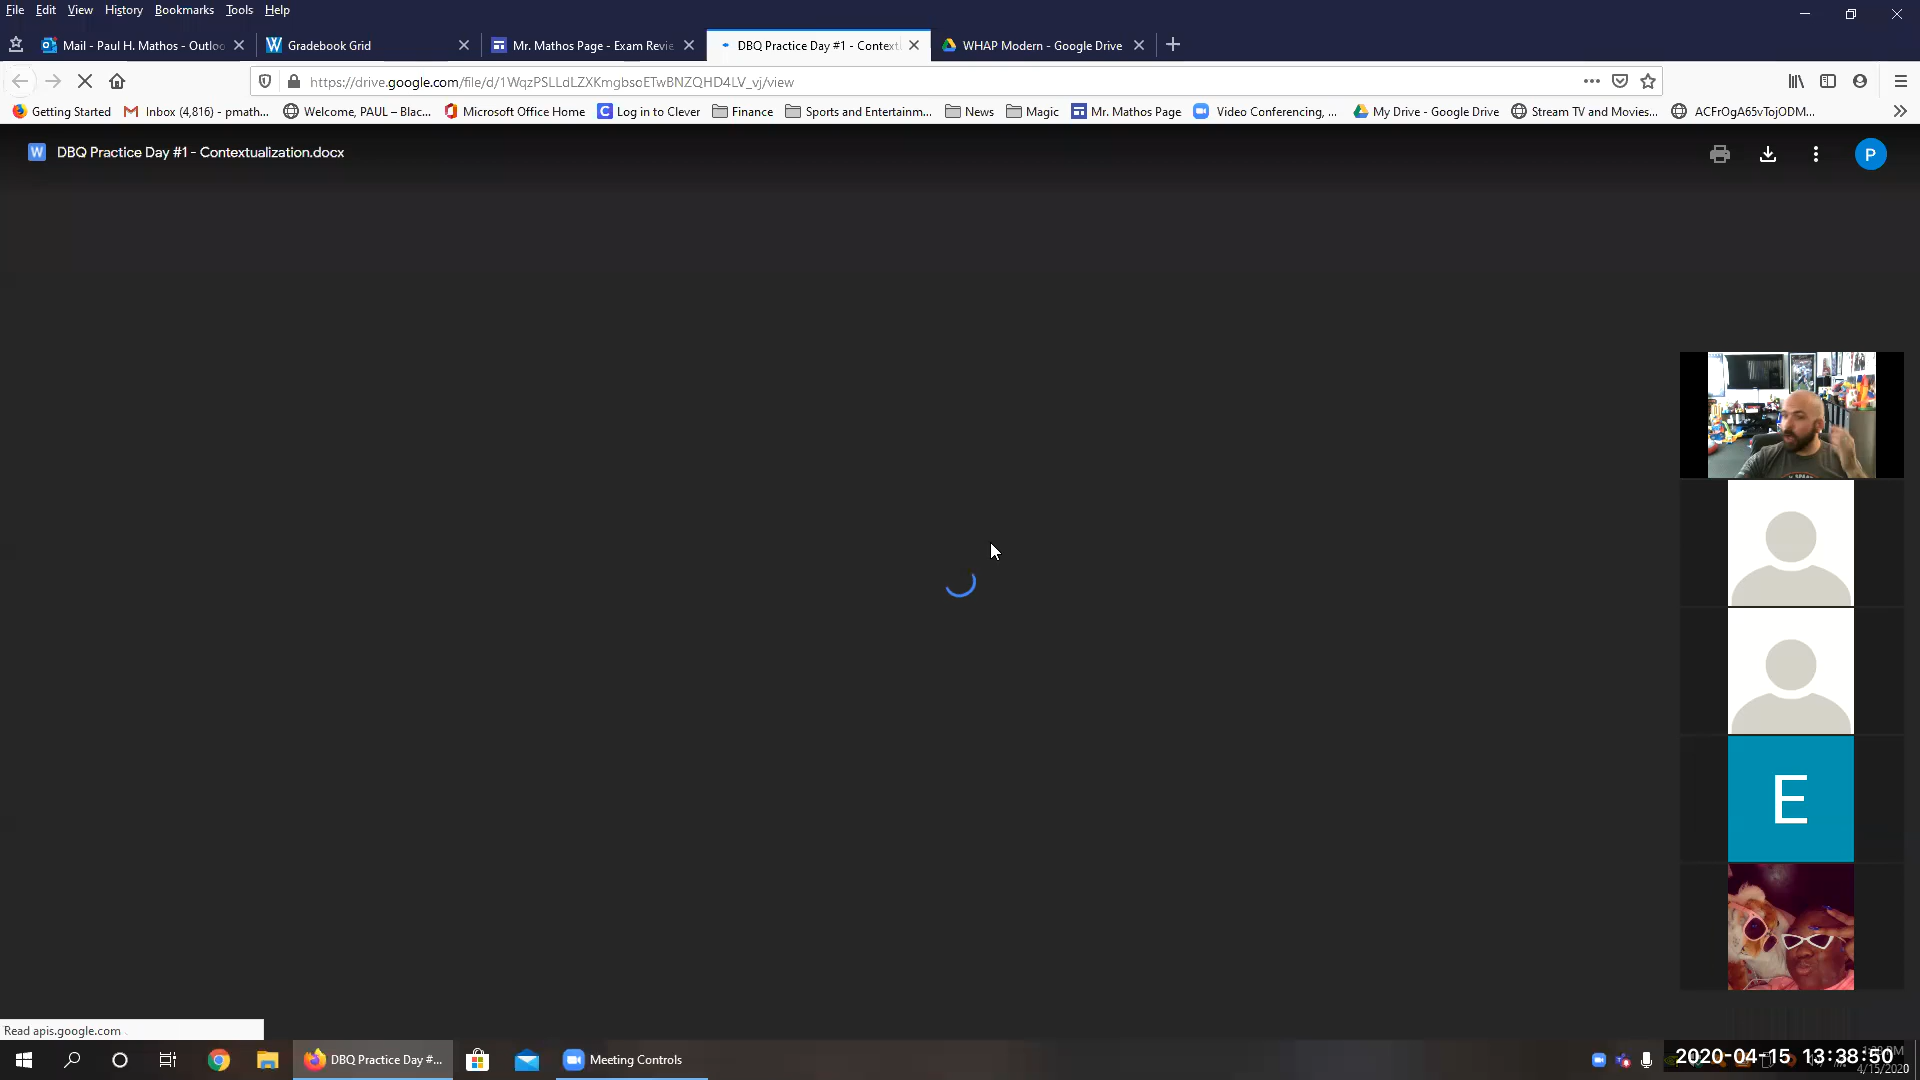 File Edit View History Bookmarks Tools Help
Mail - Paul H. Mathos - Outloo
Gradebook Grid
Mr. Mathos Page - Exam Revie
DBQ Practice Day #1 - Context
WHAP Modern - Google Drive
https://drive.google.com/file/d/1WqzPSLLdLZXKmgbsoETwBNZQHD4LV_vj/view
Getting Started
Inbox (4,816) - pmath...
Welcome, PAUL – Blac...
Microsoft Office Home
Log in to Clever
Finance
Sports and Entertainm...
News
Magic
Mr. Mathos Page
Video Conferencing, ...
My Drive - Google Drive
Stream TV and Movies...
ACFrOgA65vTojODM...
W
DBQ Practice Day #1 - Contextualization.docx
P
E
Read apis.google.com
DBQ Practice Day #...
Meeting Controls
2020-04-15 13:38:50
4/15/2020